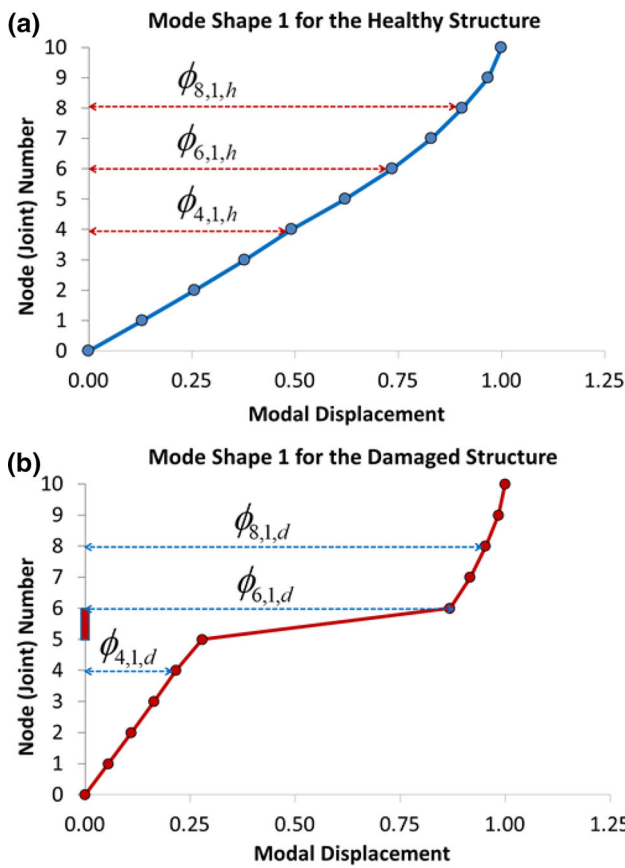 (a)
Mode Shape 1 for the Healthy Structure
Node (Joint) Number
10
9
8
7
6
5
4
3
2
1
0
ϕ8,1,h
ϕ6,1,h
ϕ4,1,h
0.00 0.25 0.50 0.75 1.00 1.25
Modal Displacement
(b)
Mode Shape 1 for the Damaged Structure
Node (Joint) Number
10
9
8
7
6
5
4
3
2
1
0
ϕ8,1,d
ϕ6,1,d
ϕ4,1,d
0.00 0.25 0.50 0.75 1.00 1.25
Modal Displacement